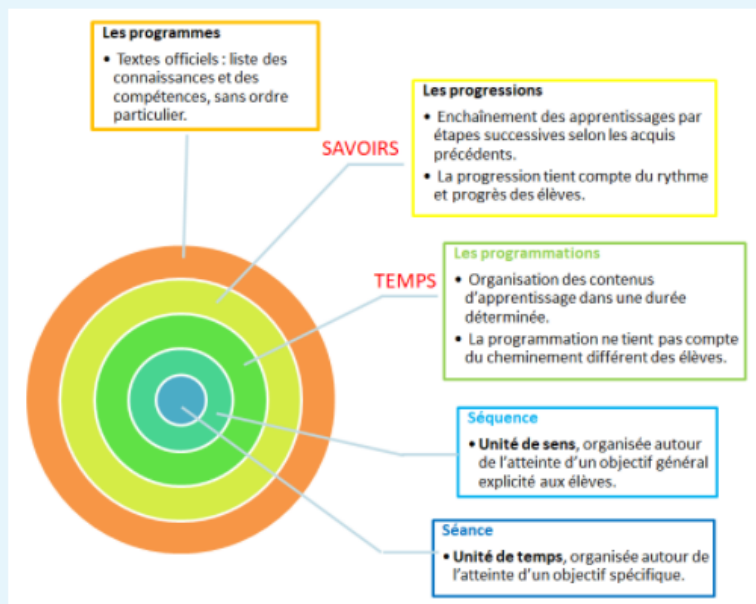 Les programmes
• Textes officiels : liste des
connaissances et des
compétences, sans ordre
particulier.
SAVOIRS
Les progressions
• Enchaînement des apprentissages par
étapes successives selon les acquis
précédents.
• La progression tient compte du rythme
et progrès des élèves.
TEMPS
Les programmations
• Organisation des contenus
d'apprentissage dans une durée
déterminée.
• La programmation ne tient pas compte
du cheminement différent des élèves.
Séquence
• Unité de sens, organisée autour
de l'atteinte d'un objectif général
explicité aux élèves.
Séance
• Unité de temps, organisée autour de
l'atteinte d'un objectif spécifique.